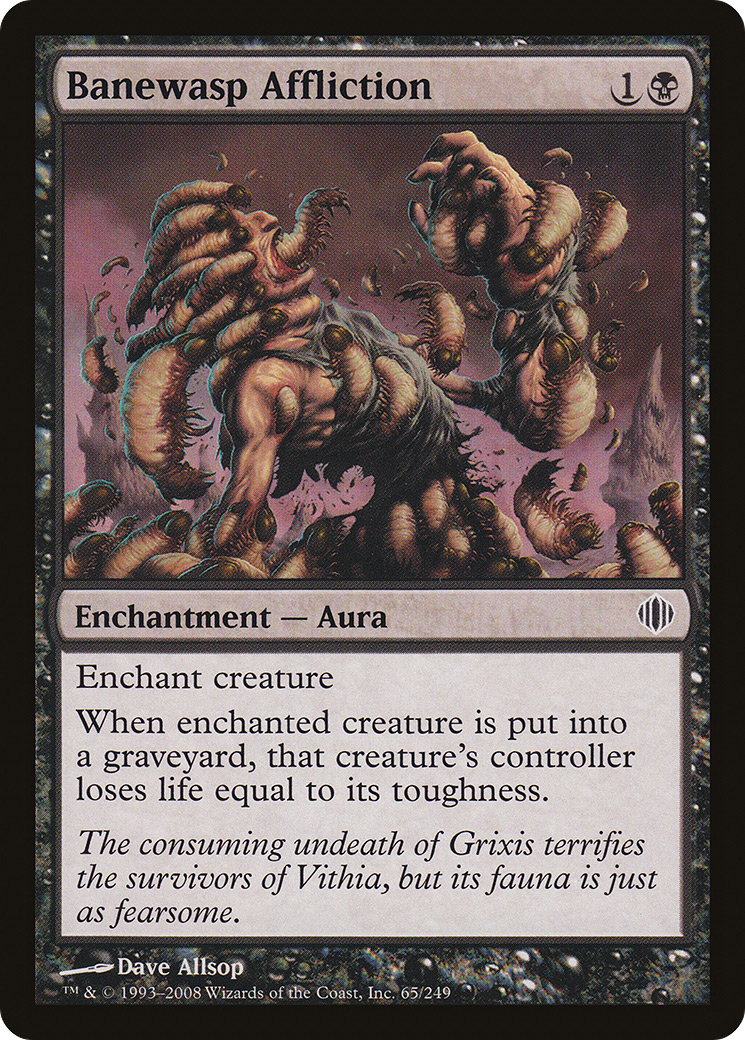 Banewasp Affliction 1
Enchantment — Aura
Enchant creature
When enchanted creature is put into
a graveyard, that creature's controller
loses life equal to its toughness.
The consuming undeath of Grixis terrifies
the survivors of Vithia, but its fauna is just
as fearsome.
Dave Allsop
™ & © 1993–2008 Wizards of the Coast, Inc. 65/249